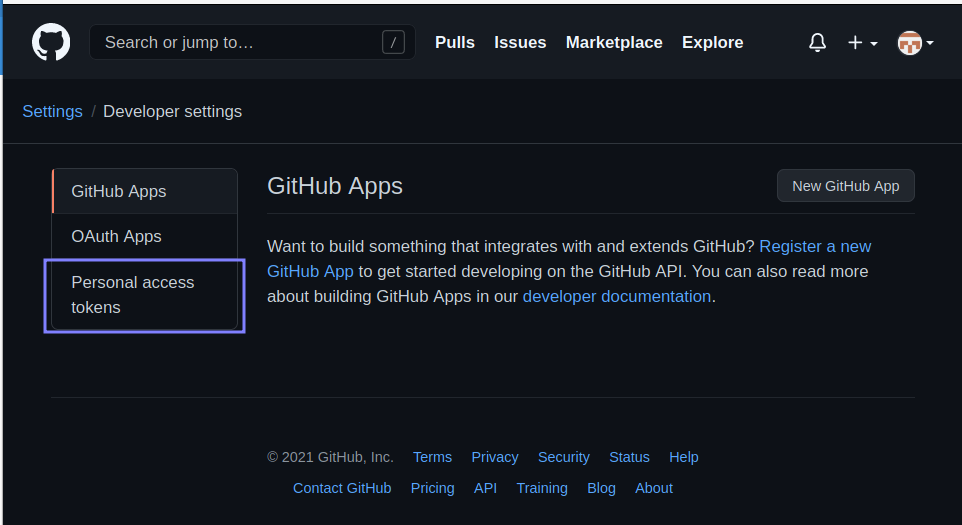 Search or jump to… / Pulls Issues Marketplace Explore
Settings / Developer settings
GitHub Apps
OAuth Apps
Personal access
tokens
GitHub Apps
New GitHub App
Want to build something that integrates with and extends GitHub? Register a new
GitHub App to get started developing on the GitHub API. You can also read more
about building GitHub Apps in our developer documentation.
© 2021 GitHub, Inc. Terms Privacy Security Status Help
Contact GitHub Pricing API Training Blog About